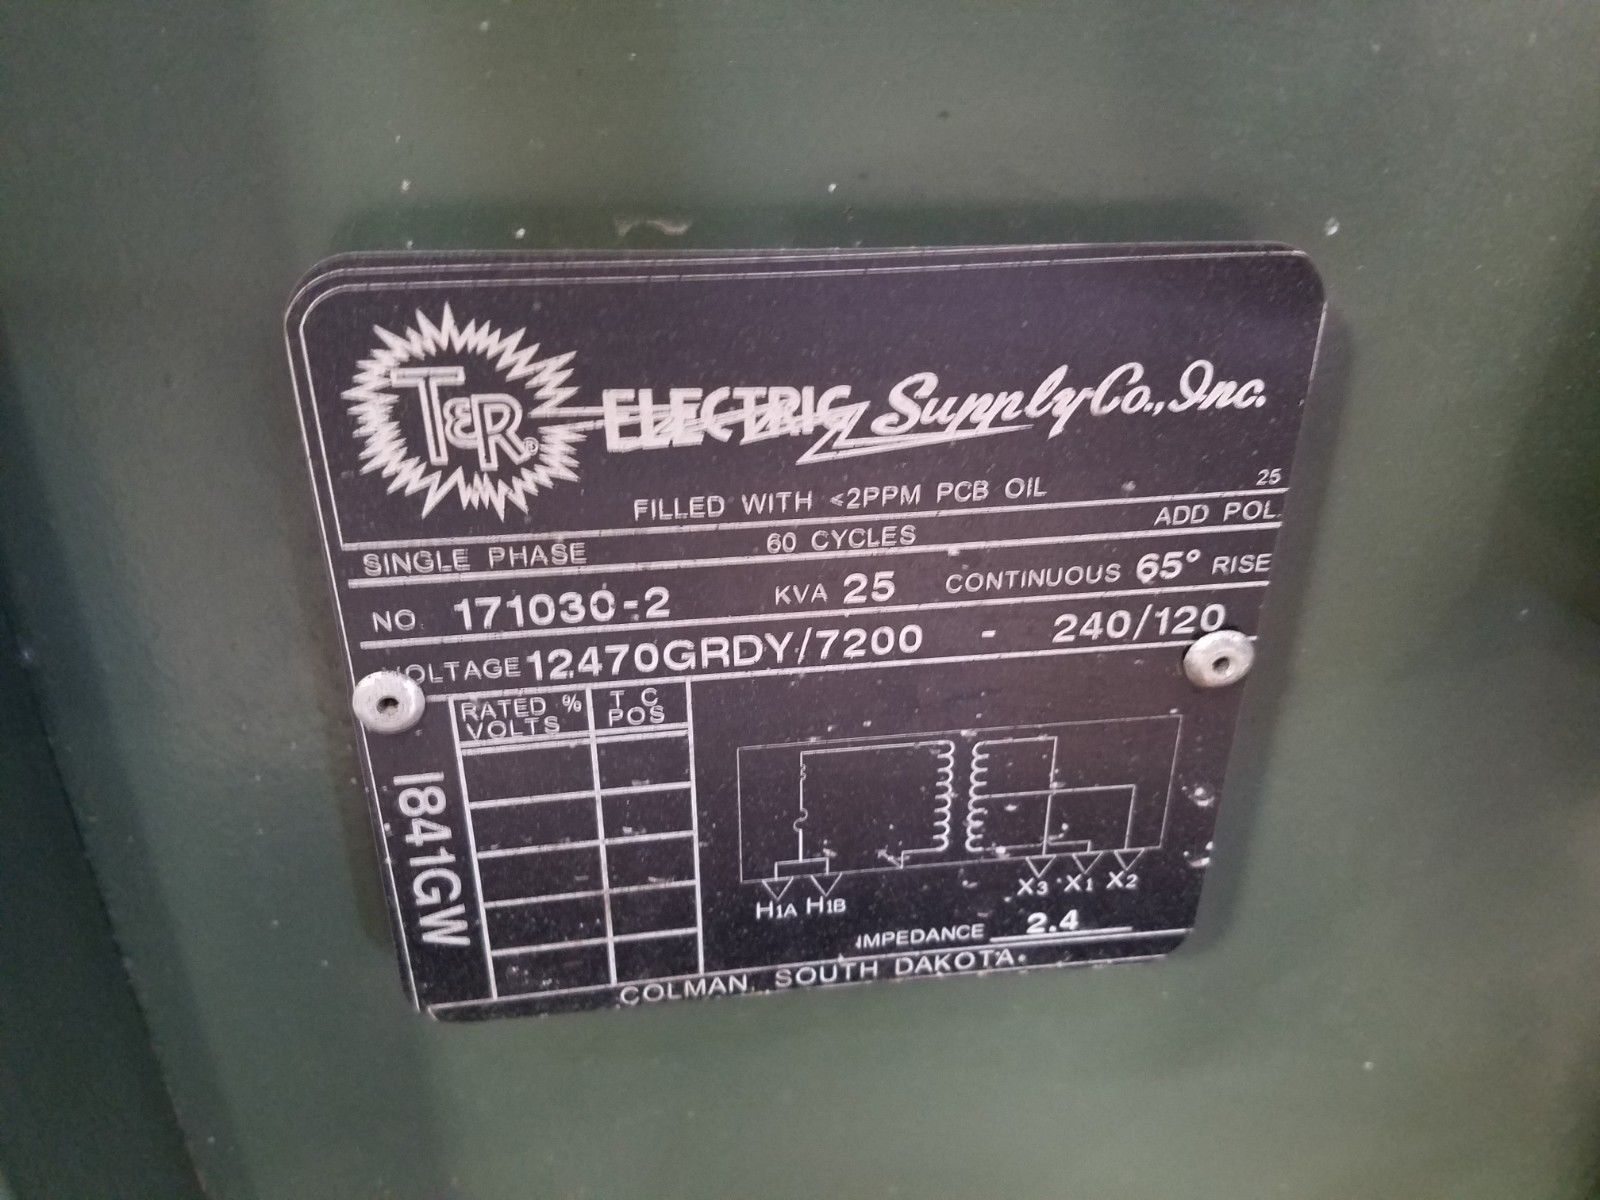 T&R® ELECTRIC Supply Co., Inc.
FILLED WITH <2PPM PCB OIL 25
SINGLE PHASE 60 CYCLES ADD POL.
NO. 171030-2 KVA 25 CONTINUOUS 65° RISE
VOLTAGE 12470GRDY/7200 - 240/120
RATED % VOLTS
T C POS
I841GW
H1A H1B
X3 X1 X2
IMPEDANCE 2.4
COLMAN, SOUTH DAKOTA